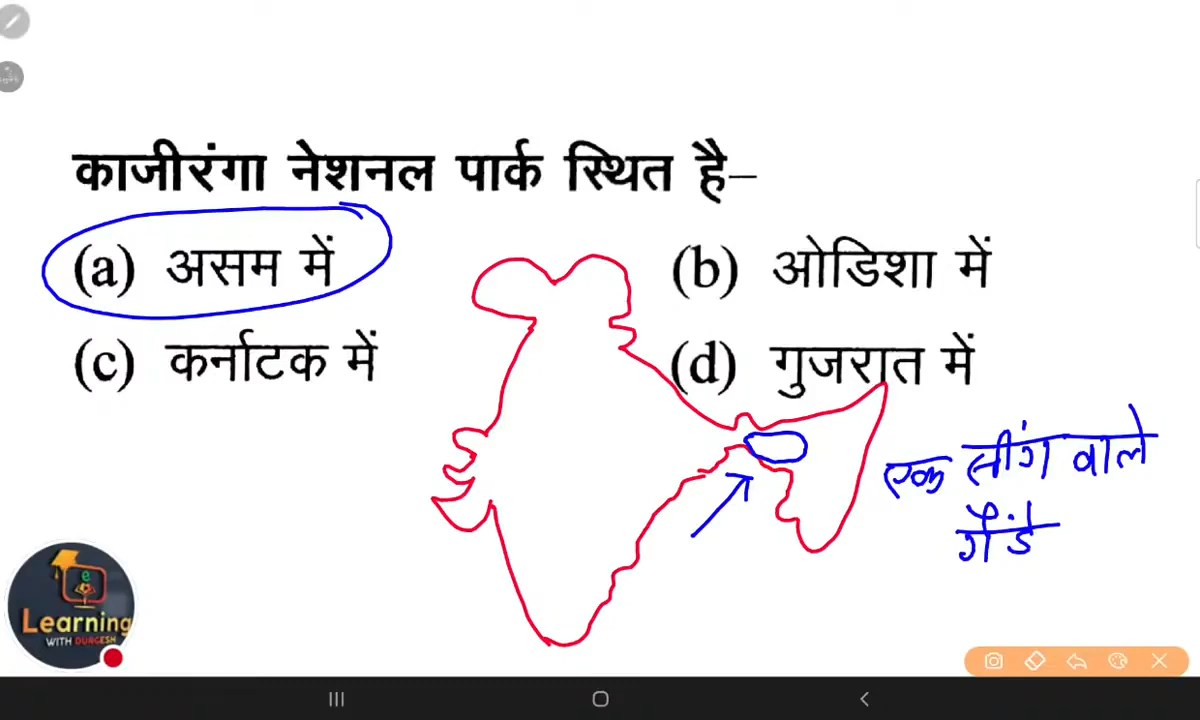 काजीरंगा नेशनल पार्क स्थित है–
(a) असम में
(b) ओडिशा में
(c) कर्नाटक में
(d) गुजरात में
एक सींग वाले
गैंडे
e
Learning
WITH DURGESH